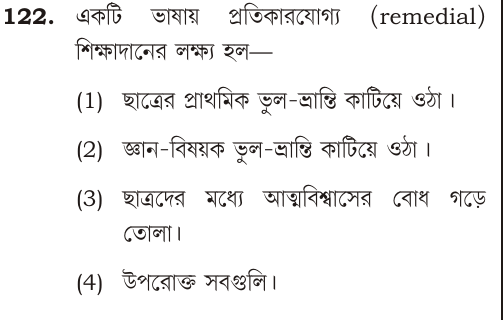 122. একটি ভাষায় প্রতিকারযোগ্য (remedial)
শিক্ষাদানের লক্ষ্য হল—
(1) ছাত্রের প্রাথমিক ভুল-ভ্রান্তি কাটিয়ে ওঠা।
(2) জ্ঞান-বিষয়ক ভুল-ভ্রান্তি কাটিয়ে ওঠা।
(3) ছাত্রদের মধ্যে আত্মবিশ্বাসের বোধ গড়ে
তোলা।
(4) উপরোক্ত সবগুলি।